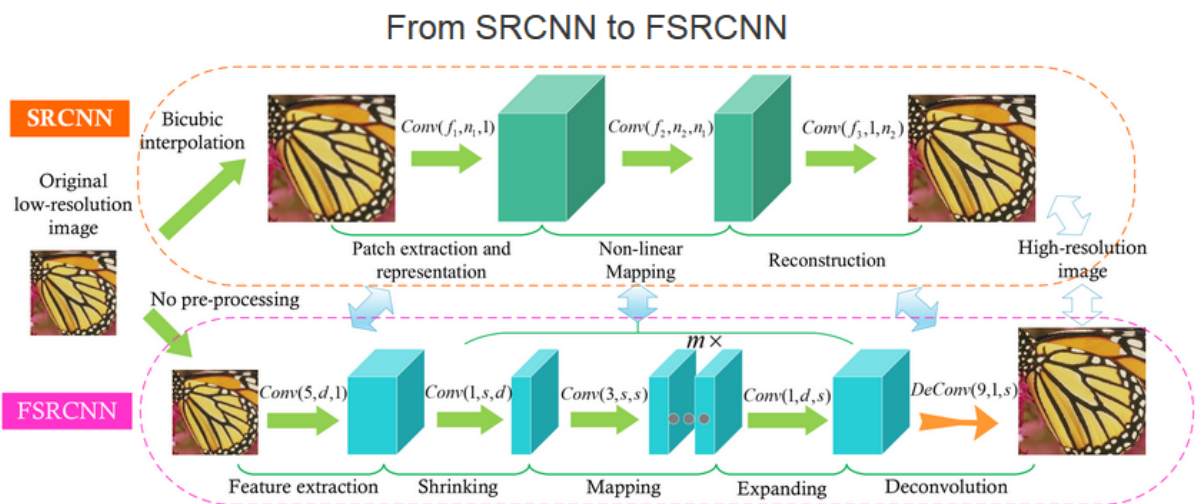 From SRCNN to FSRCNN
SRCNN
Bicubic
interpolation
Conv(f₁,n₁,1)
Conv(f₂,n₂,n₁)
Conv(f₃,1,n₂)
Original
low-resolution
image
Patch extraction and
representation
Non-linear
Mapping
Reconstruction
High-resolution
image
No pre-processing
m×
FSRCNN
Conv(5,d,1)
Conv(1,s,d)
Conv(3,s,s)
Conv(1,d,s)
DeConv(9,1,s)
Feature extraction
Shrinking
Mapping
Expanding
Deconvolution